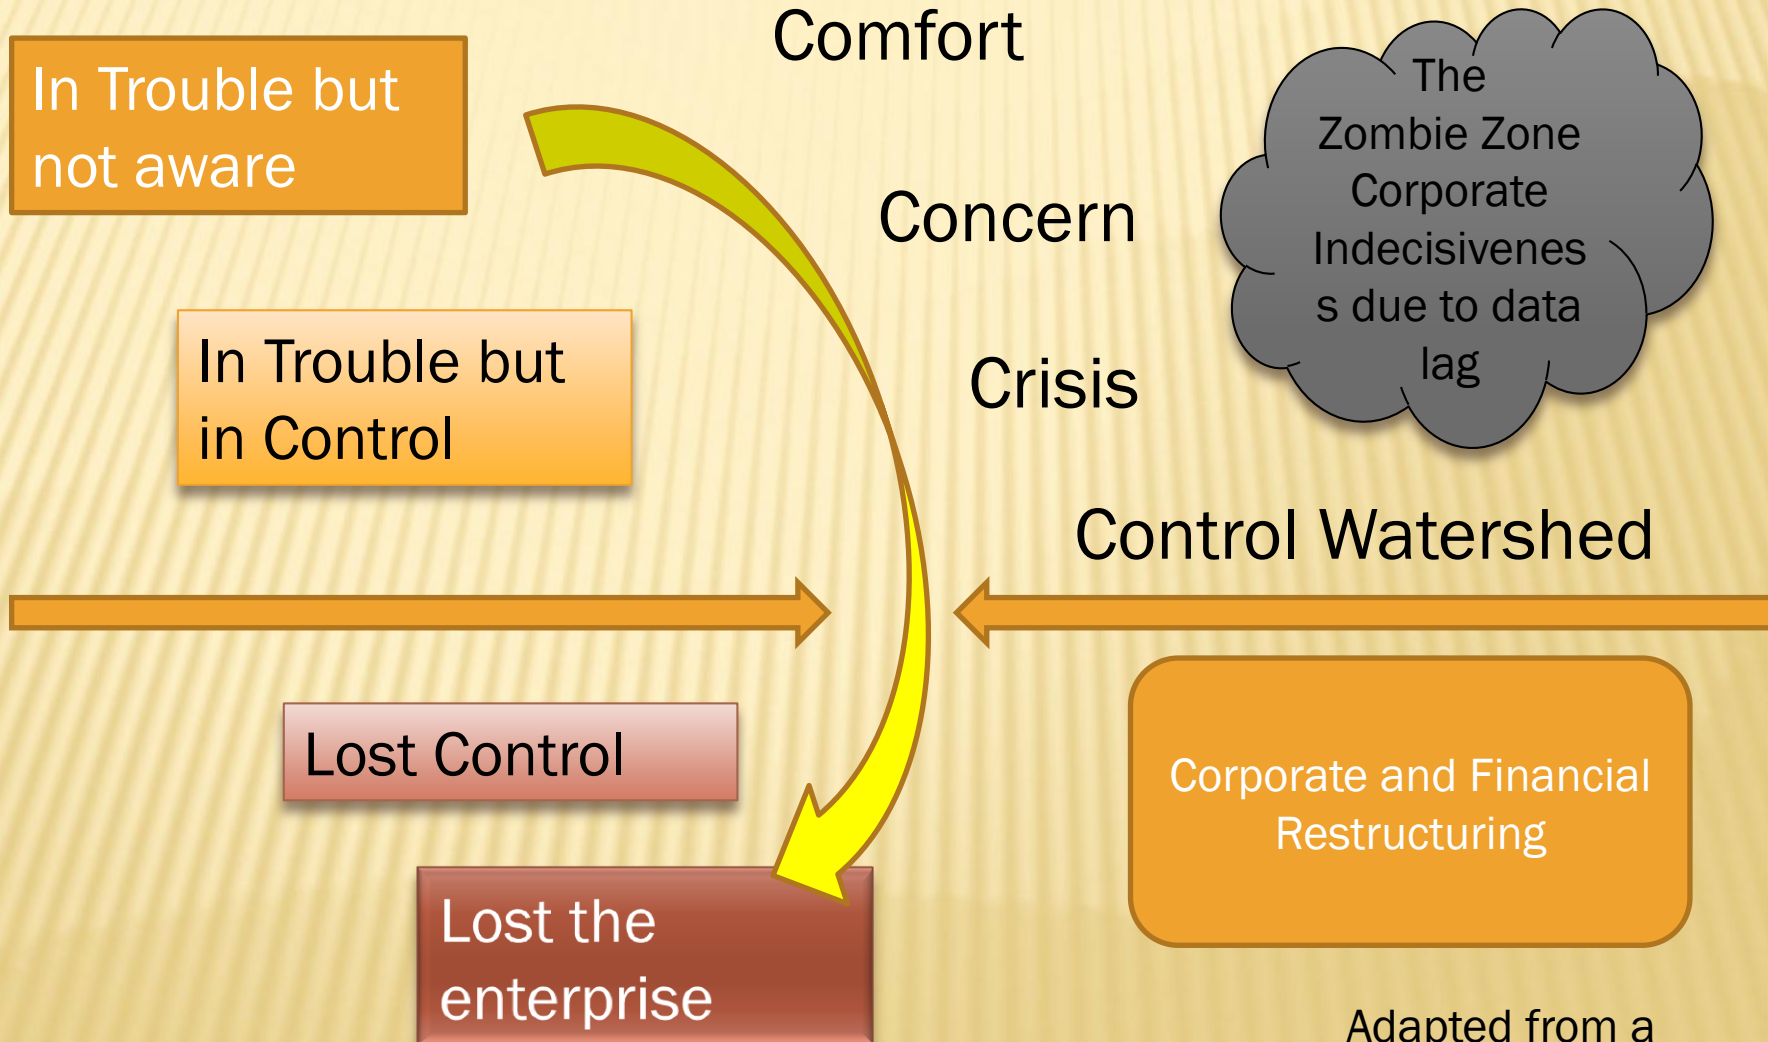 Comfort
In Trouble but
not aware
The
Zombie Zone
Corporate
Indecisivenes
s due to data
lag
Concern
In Trouble but
in Control
Crisis
Control Watershed
Lost Control
Corporate and Financial
Restructuring
Lost the
enterprise
Adapted from a